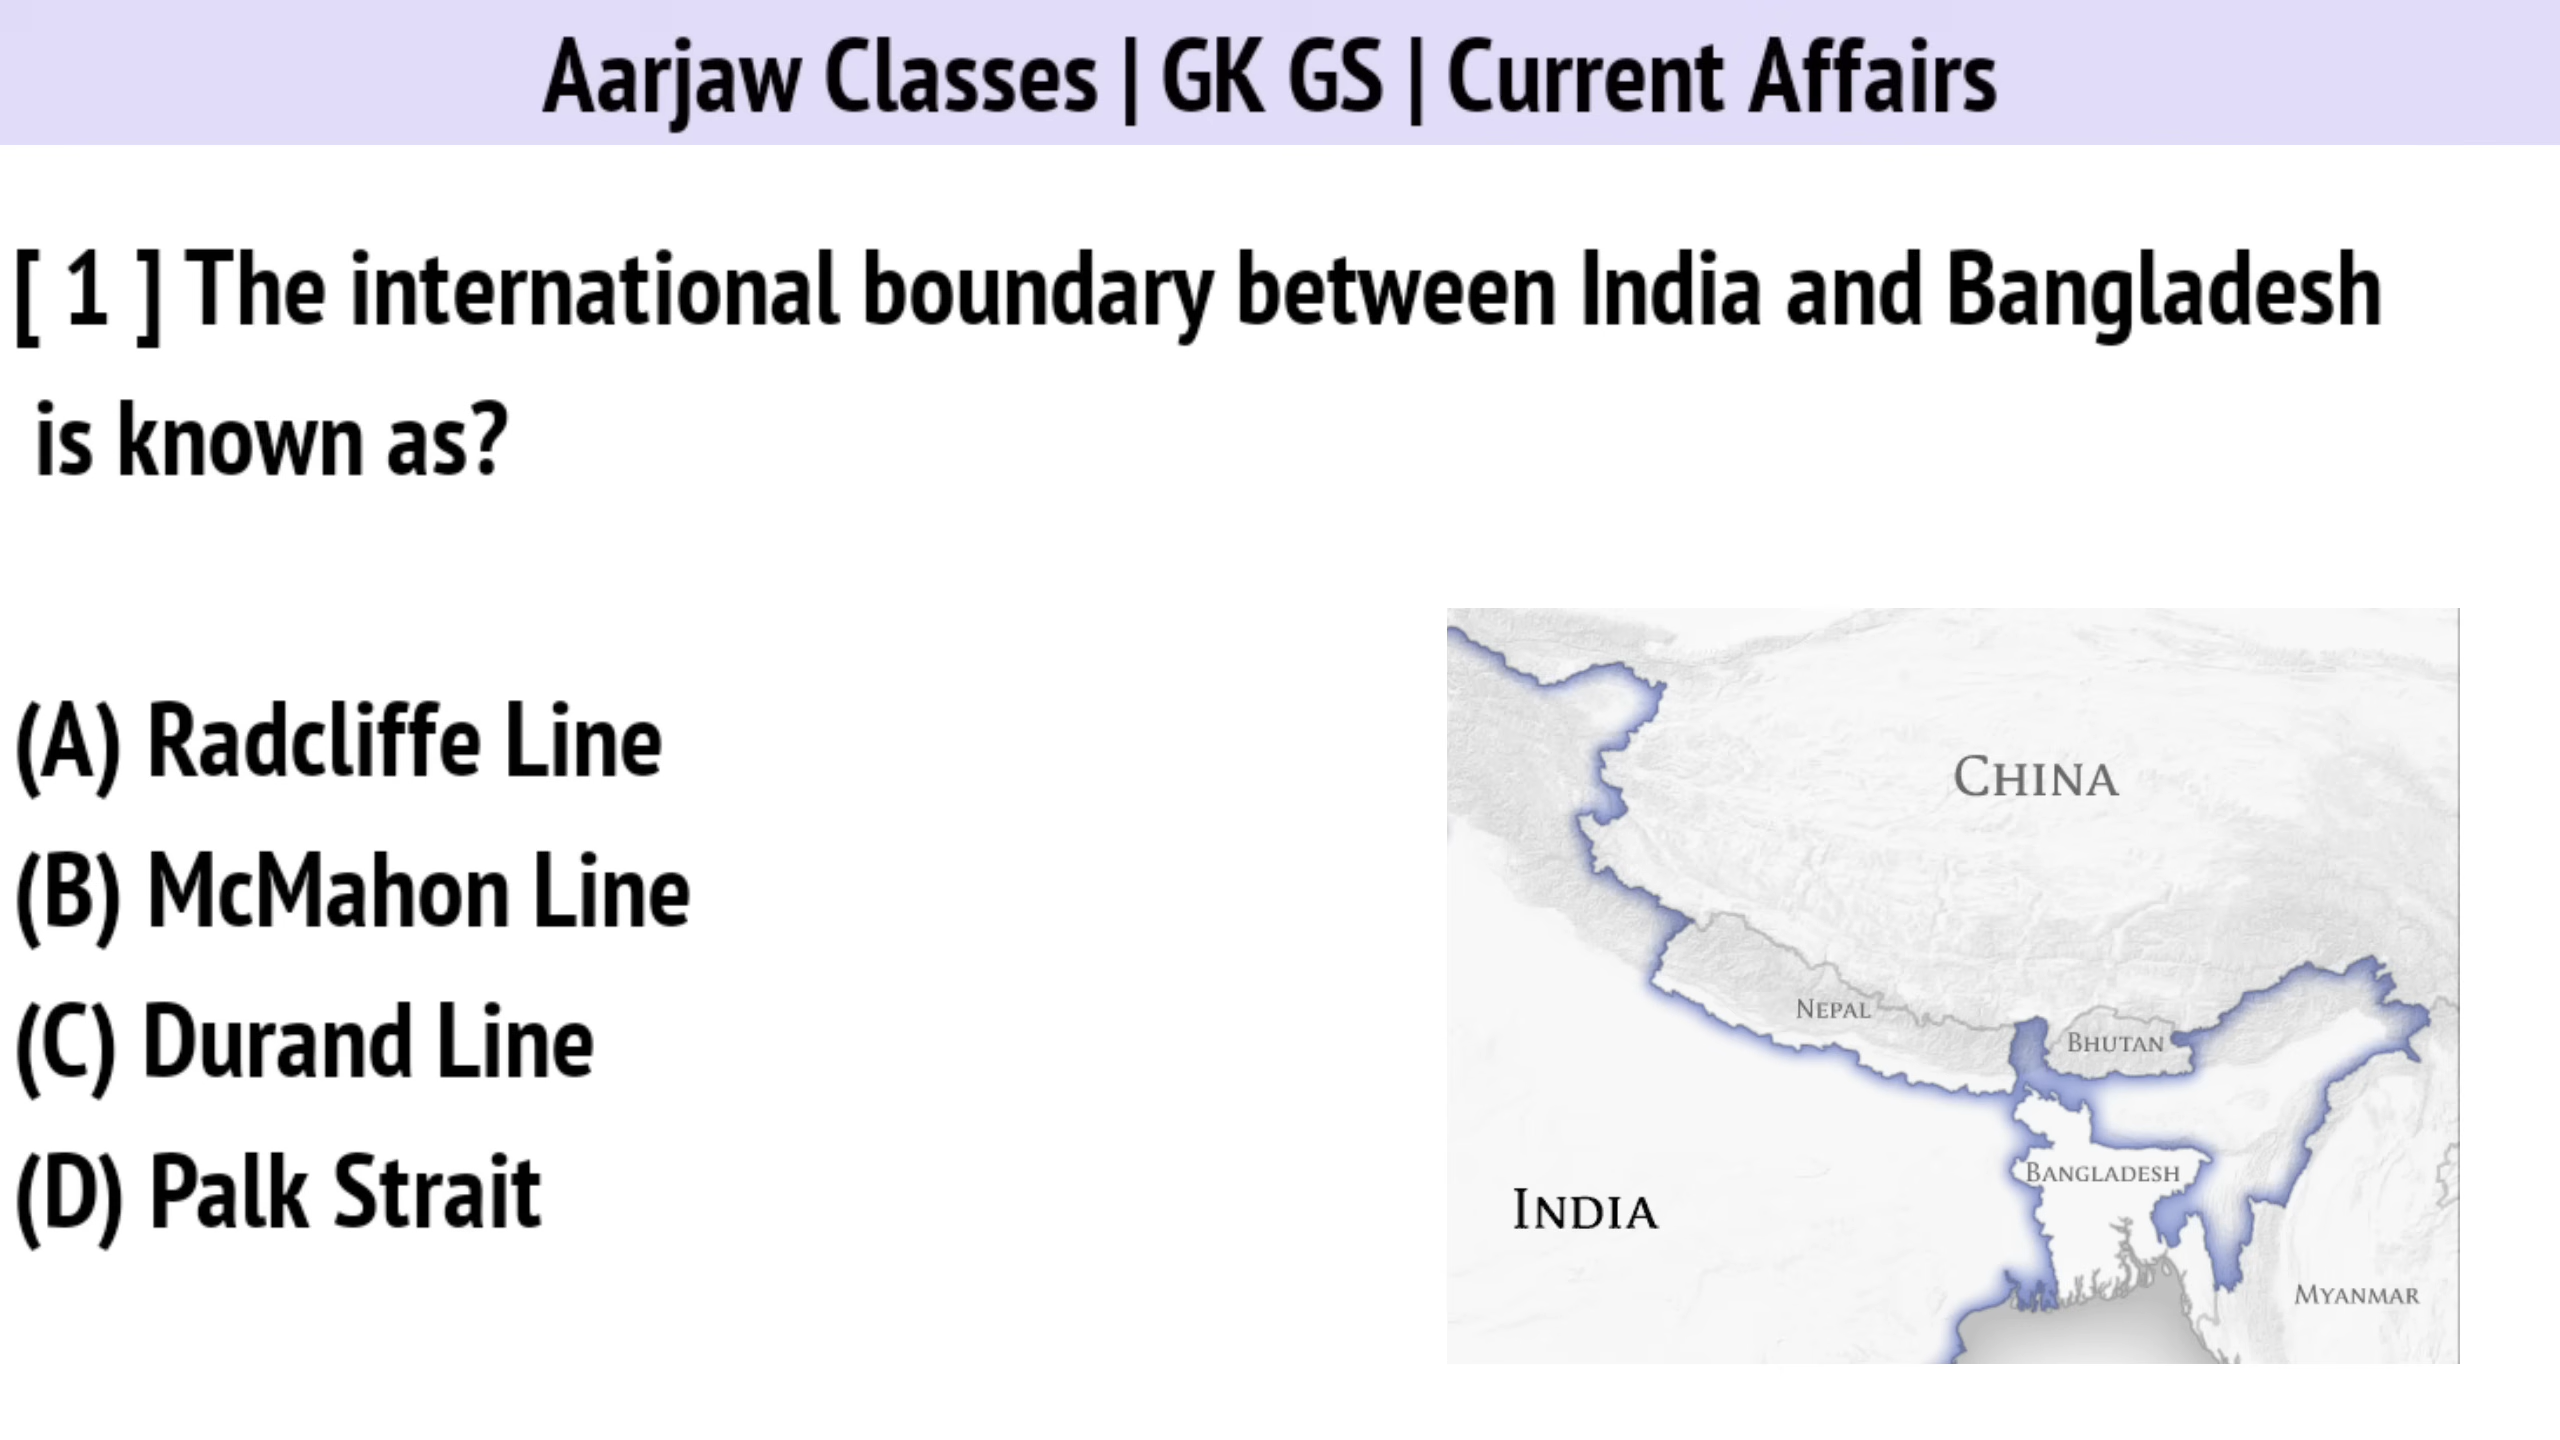 Aarjaw Classes | GK GS | Current Affairs
[ 1 ] The international boundary between India and Bangladesh
is known as?
(A) Radcliffe Line
(B) McMahon Line
(C) Durand Line
(D) Palk Strait
CHINA
NEPAL
BHUTAN
BANGLADESH
INDIA
MYANMAR